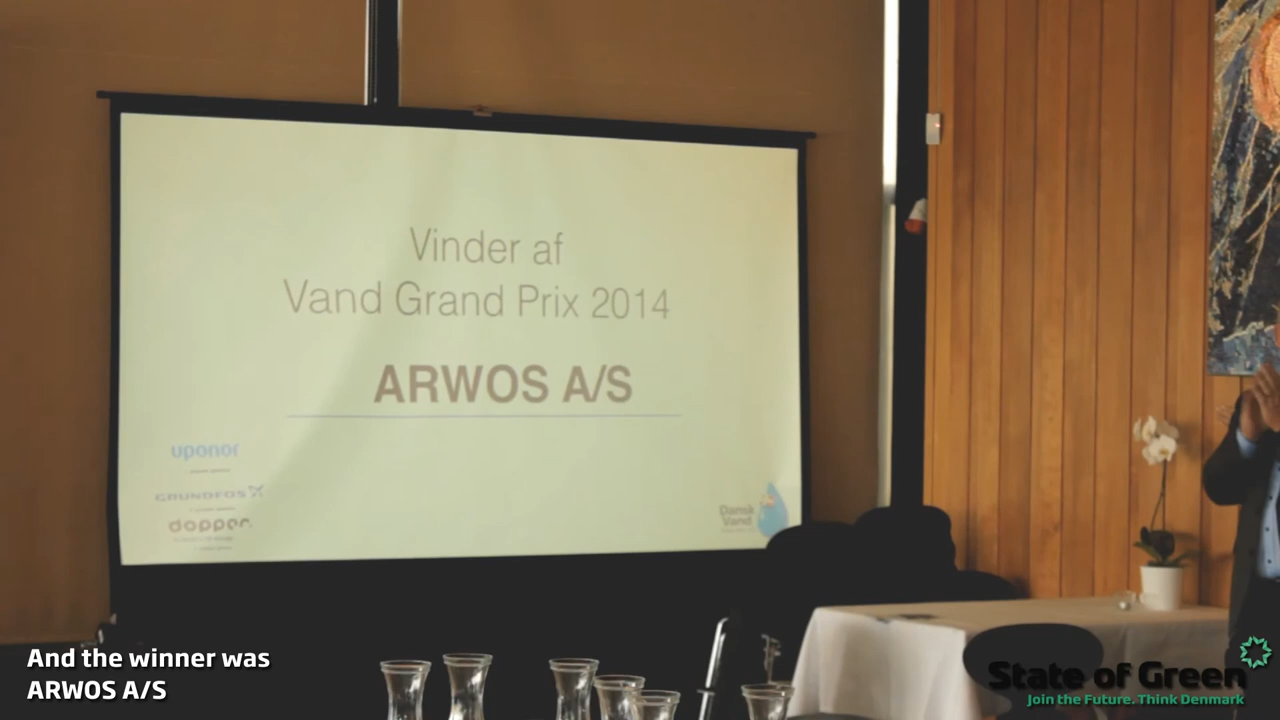 Vinder af
Vand Grand Prix 2014
ARWOS A/S
uponor
GRUNDFOS
dopper
Dansk
Vand
And the winner was
ARWOS A/S
State of Green
Join the Future. Think Denmark